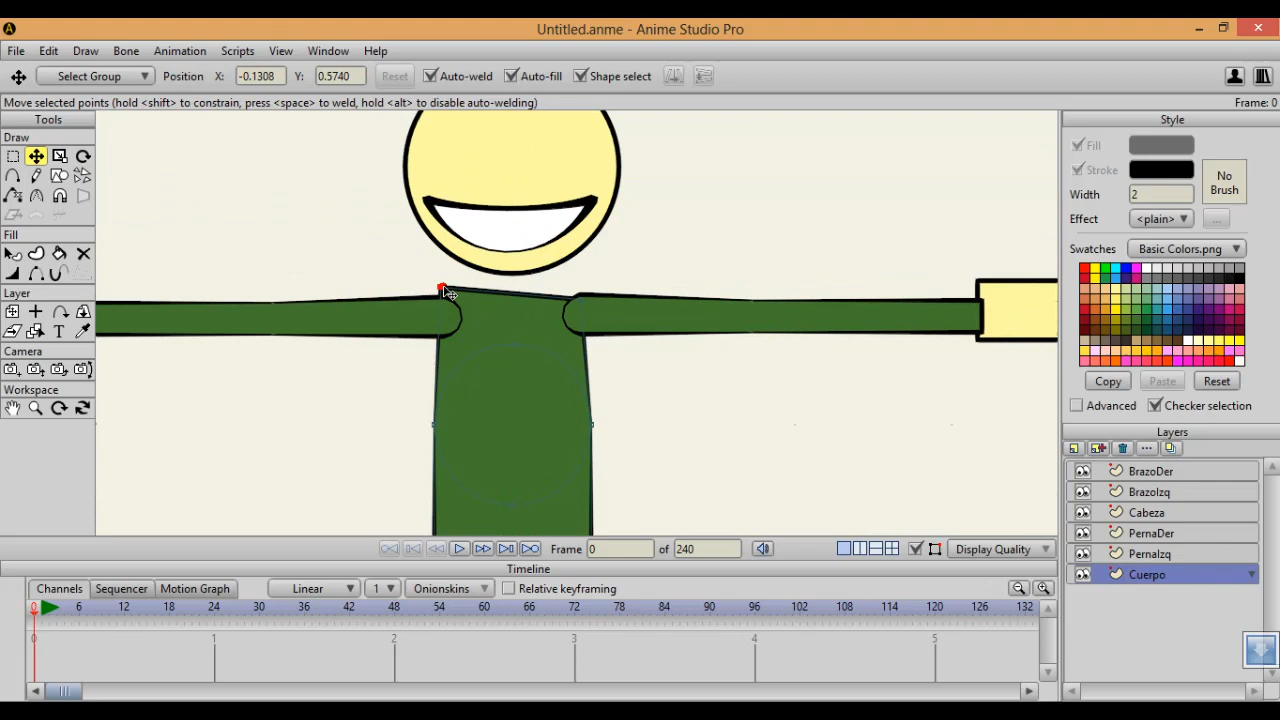 Untitled.anme - Anime Studio Pro
File Edit Draw Bone Animation Scripts View Window Help
Select Group Position X: -0.1308 Y: 0.5740 Reset Auto-weld Auto-fill Shape select
Move selected points (hold <shift> to constrain, press <space> to weld, hold <alt> to disable auto-welding) Frame: 0
Tools
Draw
Fill
Layer
T
Camera
Workspace
Style
Fill
Stroke
No Brush
Width 2
Effect <plain> ...
Swatches Basic Colors.png
Copy Paste Reset
Advanced Checker selection
Layers
BrazoDer
BrazoIzq
Cabeza
PernaDer
PernaIzq
Cuerpo
Frame 0 of 240 Display Quality
Timeline
Channels Sequencer Motion Graph Linear 1 Onionskins Relative keyframing
0 6 12 18 24 30 36 42 48 54 60 66 72 78 84 90 96 102 108 114 120 126 132
0 1 2 3 4 5